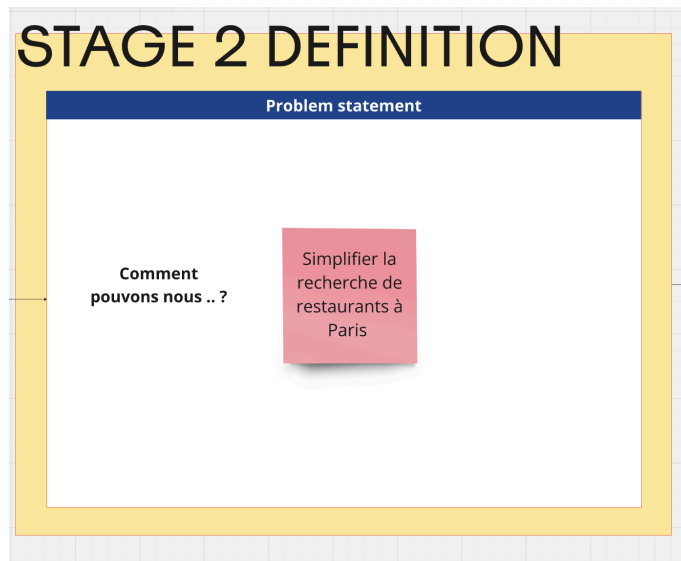 STAGE 2 DEFINITION
Problem statement
Comment
pouvons nous .. ?
Simplifier la
recherche de
restaurants à
Paris